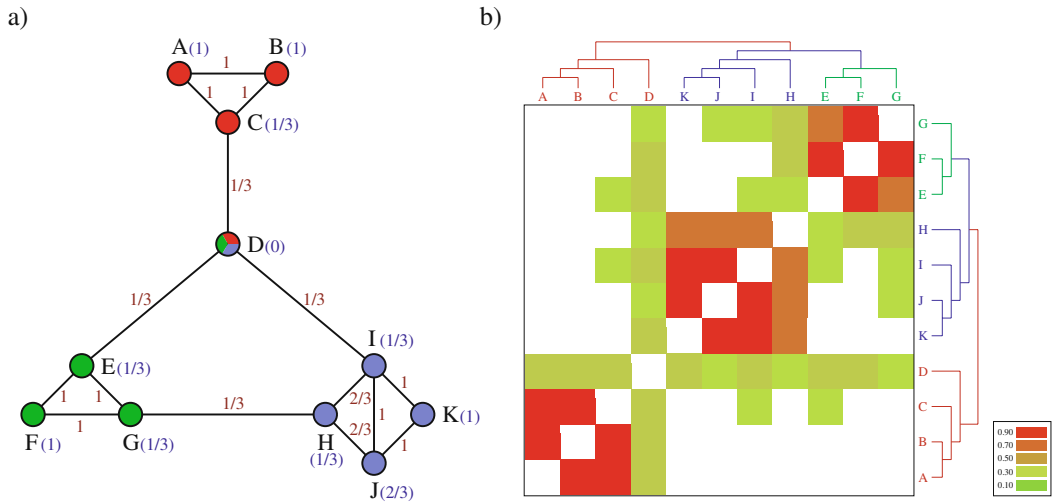 a)
A(1)
B(1)
1
1
1
C(1/3)
1/3
D(0)
1/3
1/3
E(1/3)
I(1/3)
1
1
2/3
1
1
K(1)
1/3
1
2/3
1
F(1)
G(1/3)
H
(1/3)
J(2/3)
b)
A B C D K J I H E F G
G
F
E
H
I
J
K
D
C
B
A
0.90
0.70
0.50
0.30
0.10